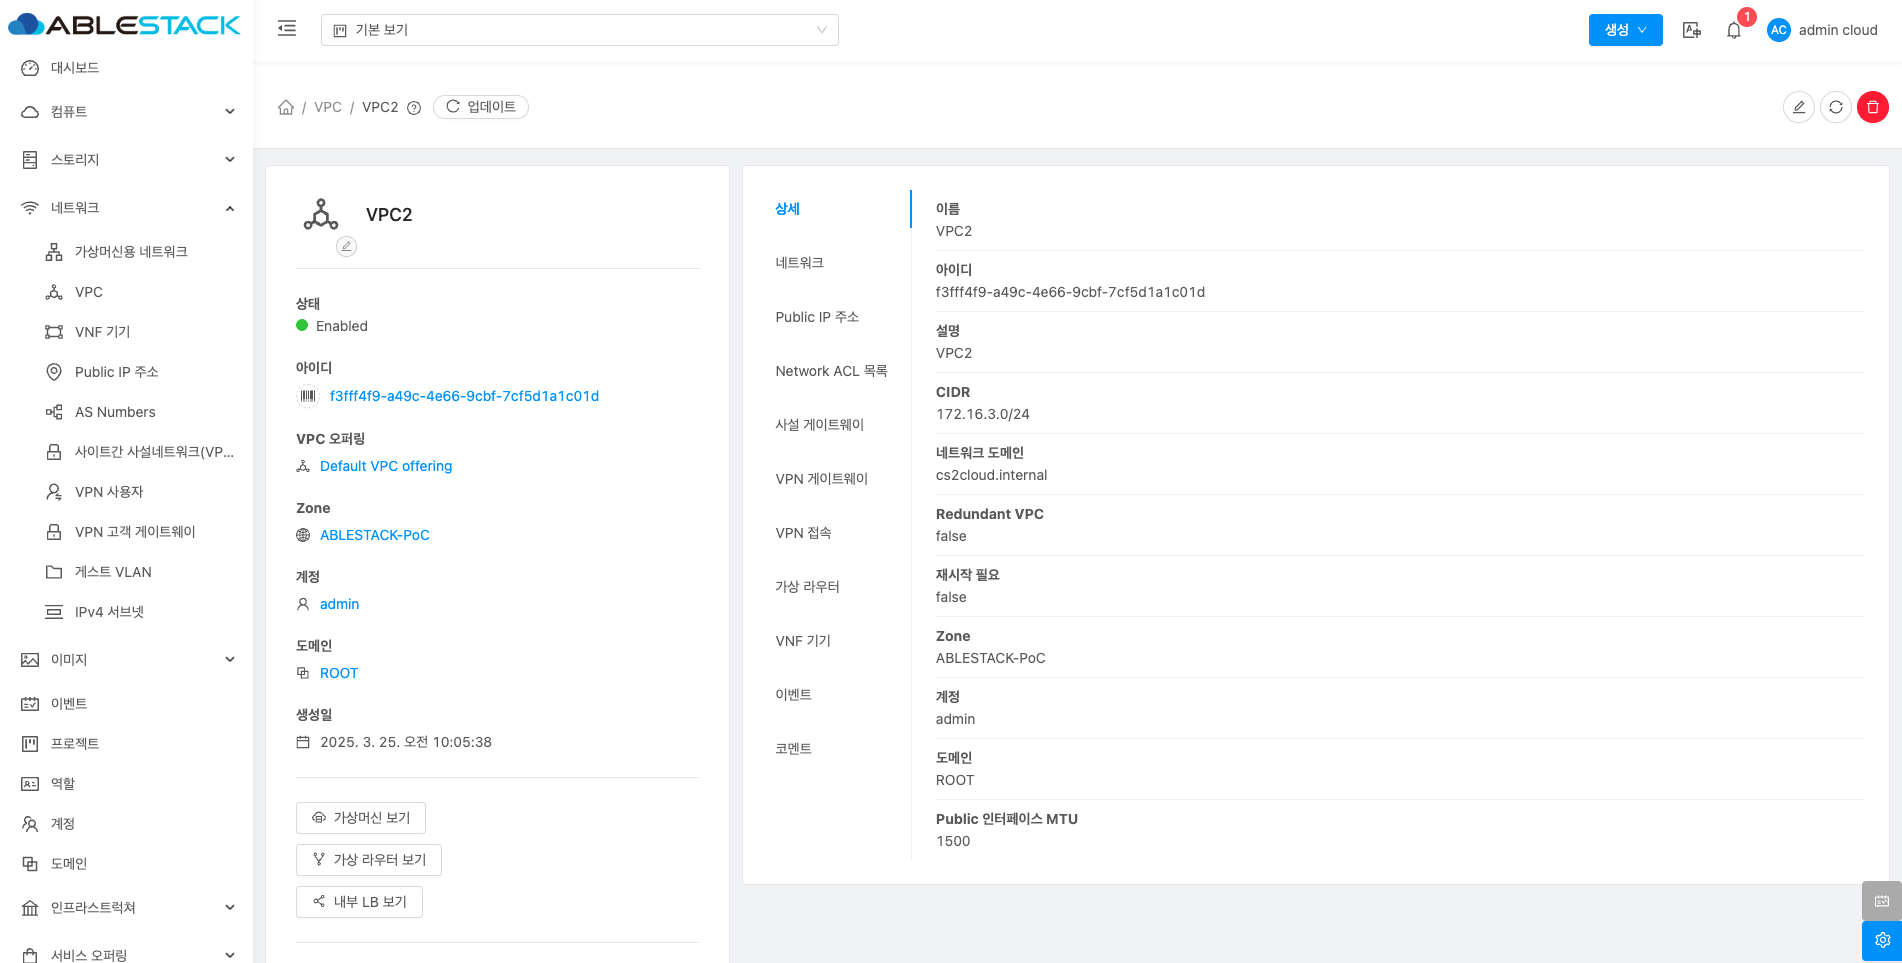 ABLESTACK
기본 보기
생성
1
AC
admin cloud
대시보드
컴퓨트
스토리지
네트워크
가상머신용 네트워크
VPC
VNF 기기
Public IP 주소
AS Numbers
사이트간 사설네트워크(VP...
VPN 사용자
VPN 고객 게이트웨이
게스트 VLAN
IPv4 서브넷
이미지
이벤트
프로젝트
역할
계정
도메인
인프라스트럭쳐
서비스 오퍼링
/ VPC / VPC2
업데이트
VPC2
상태
Enabled
아이디
f3fff4f9-a49c-4e66-9cbf-7cf5d1a1c01d
VPC 오퍼링
Default VPC offering
Zone
ABLESTACK-PoC
계정
admin
도메인
ROOT
생성일
2025. 3. 25. 오전 10:05:38
가상머신 보기
가상 라우터 보기
내부 LB 보기
상세
네트워크
Public IP 주소
Network ACL 목록
사설 게이트웨이
VPN 게이트웨이
VPN 접속
가상 라우터
VNF 기기
이벤트
코멘트
이름
VPC2
아이디
f3fff4f9-a49c-4e66-9cbf-7cf5d1a1c01d
설명
VPC2
CIDR
172.16.3.0/24
네트워크 도메인
cs2cloud.internal
Redundant VPC
false
재시작 필요
false
Zone
ABLESTACK-PoC
계정
admin
도메인
ROOT
Public 인터페이스 MTU
1500